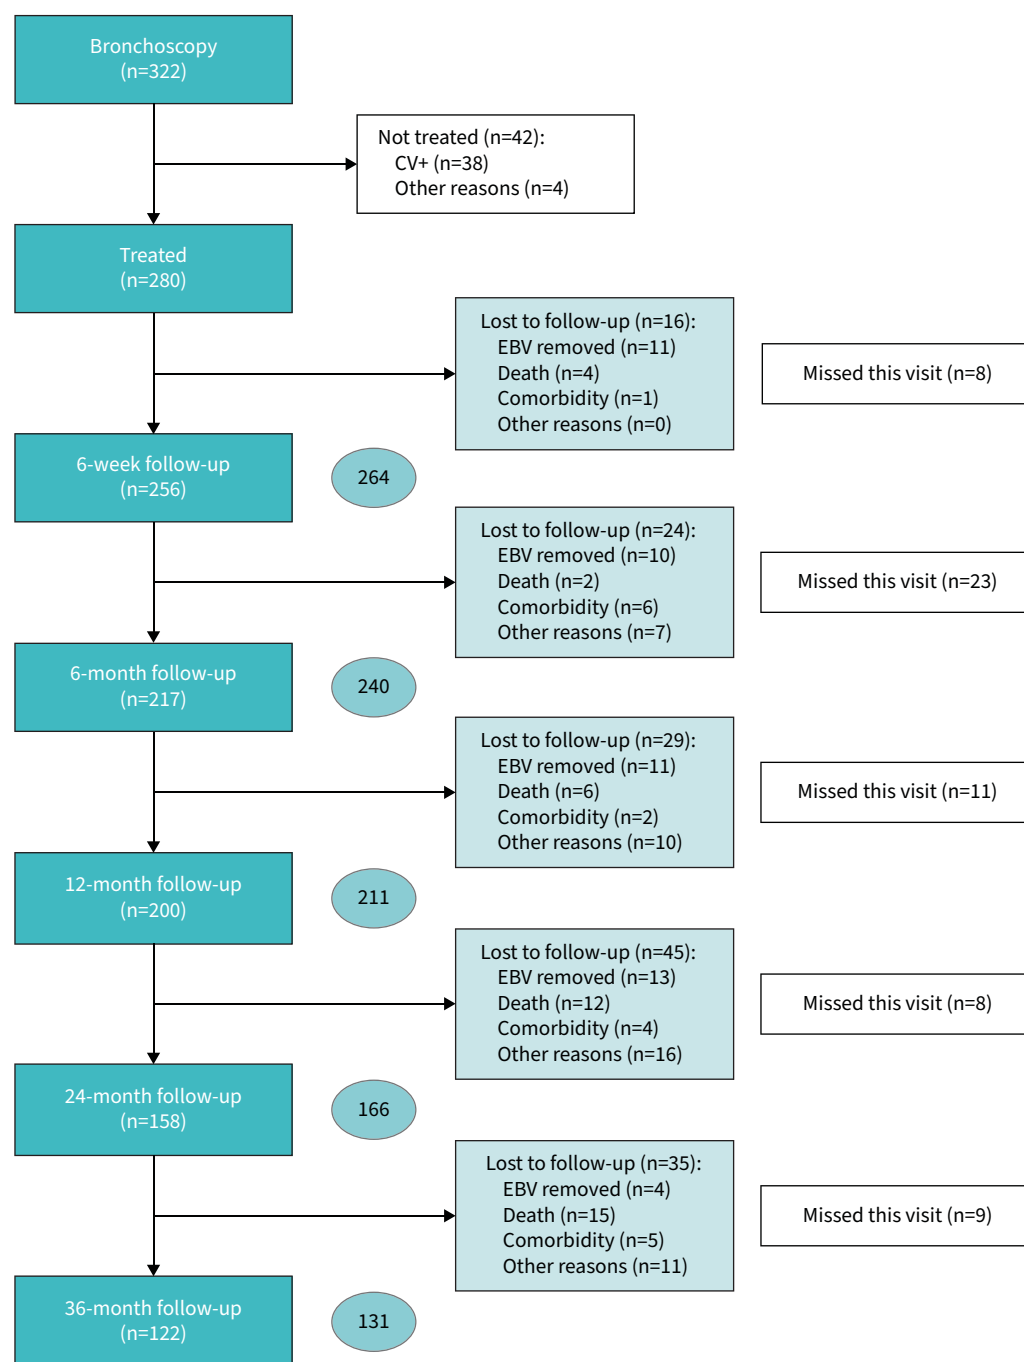 Bronchoscopy
(n=322)
Not treated (n=42):
CV+ (n=38)
Other reasons (n=4)
Treated
(n=280)
Lost to follow-up (n=16):
EBV removed (n=11)
Death (n=4)
Comorbidity (n=1)
Other reasons (n=0)
Missed this visit (n=8)
6-week follow-up
(n=256)
264
Lost to follow-up (n=24):
EBV removed (n=10)
Death (n=2)
Comorbidity (n=6)
Other reasons (n=7)
Missed this visit (n=23)
6-month follow-up
(n=217)
240
Lost to follow-up (n=29):
EBV removed (n=11)
Death (n=6)
Comorbidity (n=2)
Other reasons (n=10)
Missed this visit (n=11)
12-month follow-up
(n=200)
211
Lost to follow-up (n=45):
EBV removed (n=13)
Death (n=12)
Comorbidity (n=4)
Other reasons (n=16)
Missed this visit (n=8)
24-month follow-up
(n=158)
166
Lost to follow-up (n=35):
EBV removed (n=4)
Death (n=15)
Comorbidity (n=5)
Other reasons (n=11)
Missed this visit (n=9)
36-month follow-up
(n=122)
131